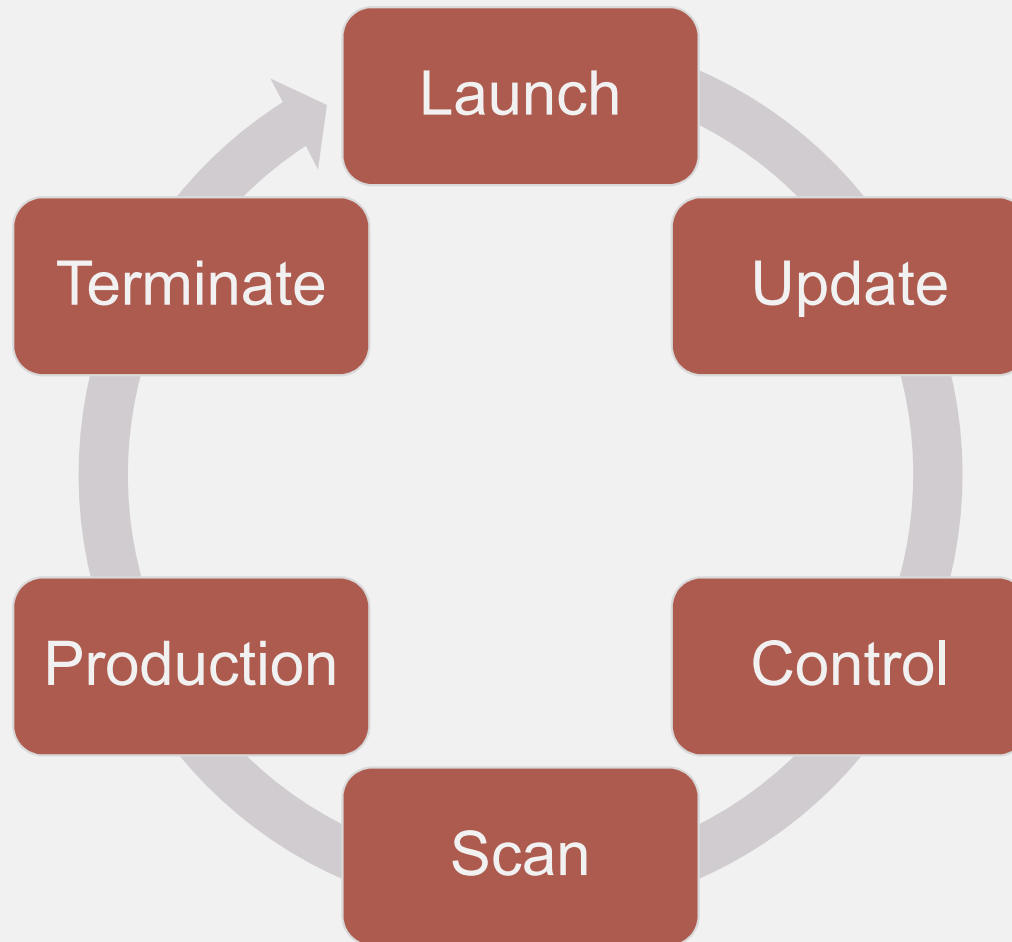 Launch
Update
Control
Scan
Production
Terminate